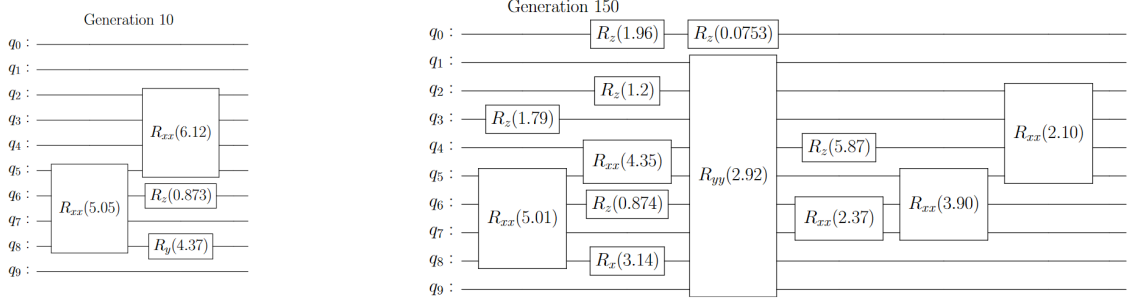 Generation 10
q0 :
q1 :
q2 :
q3 :
q4 :
q5 :
q6 :
q7 :
q8 :
q9 :
Rxx(6.12)
Rxx(5.05)
Rz(0.873)
Ry(4.37)
Generation 150
q0 :
q1 :
q2 :
q3 :
q4 :
q5 :
q6 :
q7 :
q8 :
q9 :
Rz(1.96)
Rz(0.0753)
Rz(1.2)
Rz(1.79)
Rxx(4.35)
Rz(5.87)
Rxx(2.10)
Ryy(2.92)
Rxx(5.01)
Rz(0.874)
Rxx(2.37)
Rxx(3.90)
Rx(3.14)